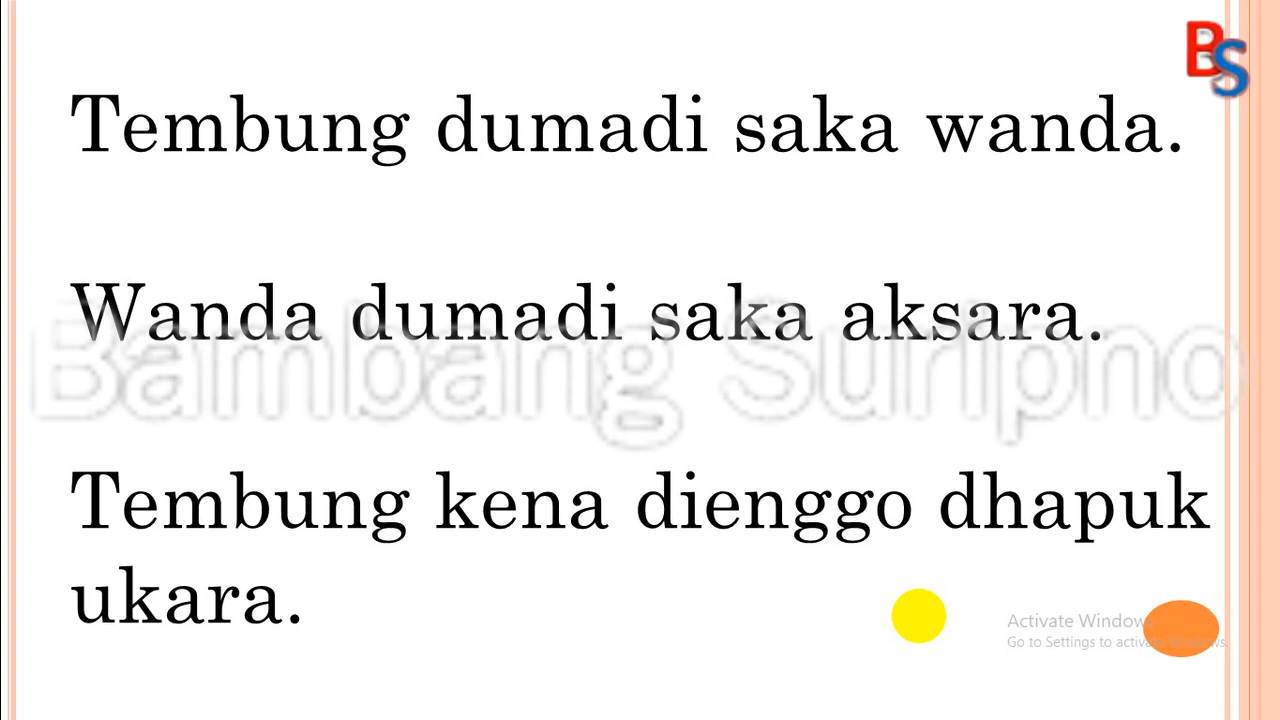 BS
Tembung dumadi saka wanda.
Wanda dumadi saka aksara.
Bambang Suripno
Tembung kena dienggo dhapuk
ukara.
Activate Windows
Go to Settings to activate Windows.